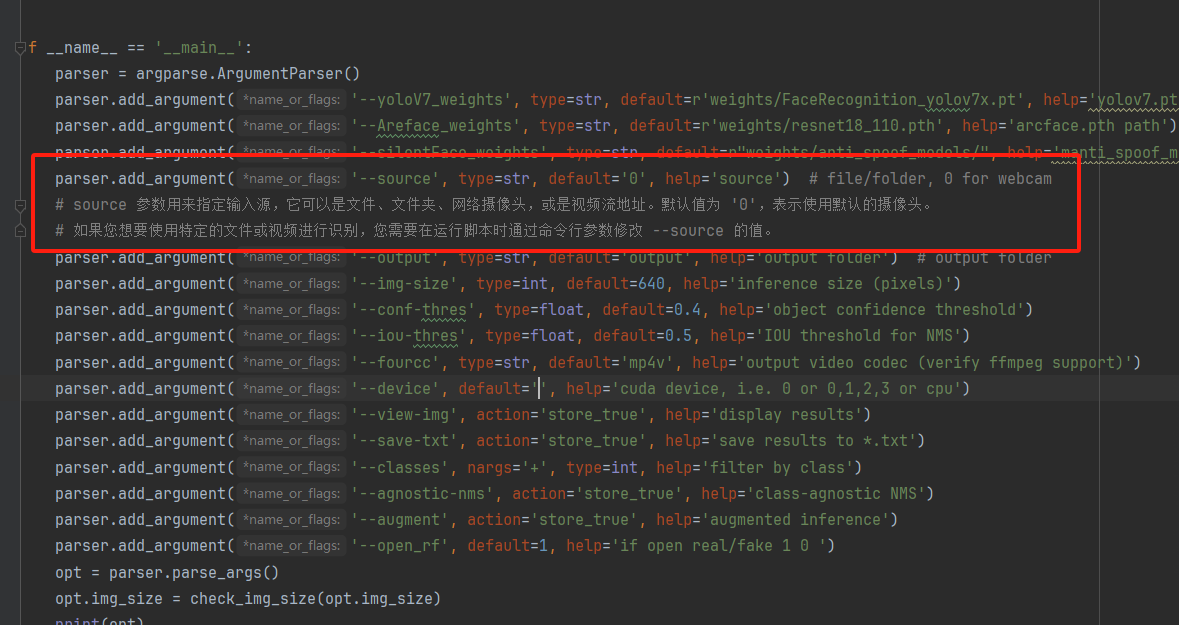 f __name__ == '__main__':
parser = argparse.ArgumentParser()
parser.add_argument( *name_or_flags: '--yoloV7_weights', type=str, default=r'weights/FaceRecognition_yolov7x.pt', help='yolov7.pt
parser.add_argument( *name_or_flags: '--Areface_weights', type=str, default=r'weights/resnet18_110.pth', help='arcface.pth path')
parser.add_argument( *name_or_flags: '--silentFace_weights', type=str, default=r"weights/anti_spoof_models/", help='manti_spoof_m
parser.add_argument( *name_or_flags: '--source', type=str, default='0', help='source')  # file/folder, 0 for webcam
# source 参数用来指定输入源，它可以是文件、文件夹、网络摄像头，或是视频流地址。默认值为 '0'，表示使用默认的摄像头。
# 如果您想要使用特定的文件或视频进行识别，您需要在运行脚本时通过命令行参数修改 --source 的值。
parser.add_argument( *name_or_flags: '--output', type=str, default='output', help='output folder')  # output folder
parser.add_argument( *name_or_flags: '--img-size', type=int, default=640, help='inference size (pixels)')
parser.add_argument( *name_or_flags: '--conf-thres', type=float, default=0.4, help='object confidence threshold')
parser.add_argument( *name_or_flags: '--iou-thres', type=float, default=0.5, help='IOU threshold for NMS')
parser.add_argument( *name_or_flags: '--fourcc', type=str, default='mp4v', help='output video codec (verify ffmpeg support)')
parser.add_argument( *name_or_flags: '--device', default='', help='cuda device, i.e. 0 or 0,1,2,3 or cpu')
parser.add_argument( *name_or_flags: '--view-img', action='store_true', help='display results')
parser.add_argument( *name_or_flags: '--save-txt', action='store_true', help='save results to *.txt')
parser.add_argument( *name_or_flags: '--classes', nargs='+', type=int, help='filter by class')
parser.add_argument( *name_or_flags: '--agnostic-nms', action='store_true', help='class-agnostic NMS')
parser.add_argument( *name_or_flags: '--augment', action='store_true', help='augmented inference')
parser.add_argument( *name_or_flags: '--open_rf', default=1, help='if open real/fake 1 0 ')
opt = parser.parse_args()
opt.img_size = check_img_size(opt.img_size)
print(opt)